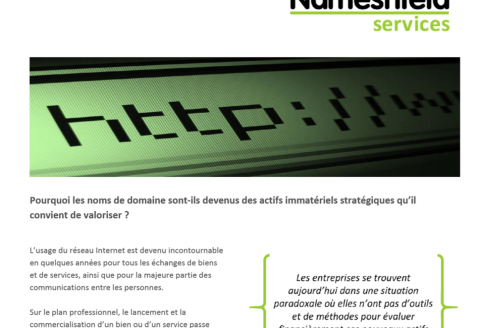 Nameshield
services
http://w
Pourquoi les noms de domaine sont-ils devenus des actifs immatériels stratégiques qu’il
convient de valoriser ?
L’usage du réseau Internet est devenu incontournable
en quelques années pour tous les échanges de biens
et de services, ainsi que pour la majeure partie des
communications entre les personnes.
Sur le plan professionnel, le lancement et la
commercialisation d’un bien ou d’un service passe
Les entreprises se trouvent
aujourd’hui dans une situation
paradoxale où elles n’ont pas d’outils
et de méthodes pour évaluer
financièrement ces nouveaux actifs